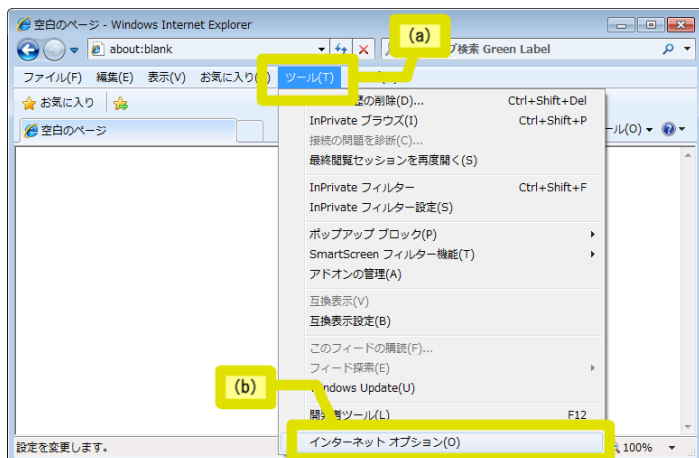 空白のページ - Windows Internet Explorer
about:blank
(a)
検索 Green Label
ファイル(F) 編集(E) 表示(V) お気に入り ツール(T)
お気に入り
の削除(D)... Ctrl+Shift+Del
空白のページ
InPrivate ブラウズ(I) Ctrl+Shift+P
ール(O)
接続の問題を診断(C)...
最終閲覧セッションを再度開く(S)
InPrivate フィルター Ctrl+Shift+F
InPrivate フィルター設定(S)
ポップアップ ブロック(P)
SmartScreen フィルター機能(T)
アドオンの管理(A)
互換表示(V)
互換表示設定(B)
このフィードの購読(F)...
フィード探索(E)
(b)
Windows Update(U)
開発者ツール(L) F12
インターネット オプション(O)
設定を変更します。
100%